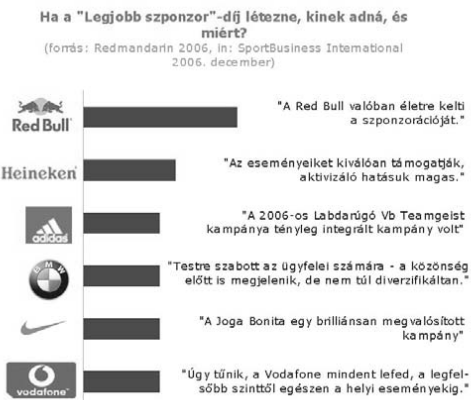 Ha a "Legjobb szponzor"-díj létezne, kinek adná, és
miért?
(forrás: Redmandarin 2006, in: SportBusiness International
2006. december)
Red Bull
"A Red Bull valóban életre kelti
a szponzorációját."
Heineken
"Az eseményeiket kiválóan támogatják,
aktivizáló hatásuk magas."
adidas
"A 2006-os Labdarúgó Vb Teamgeist
kampánya tényleg integrált kampány volt"
BMW
"Testre szabott az ügyfelei számára - a közönség
előtt is megjelenik, de nem túl diverzifikáltan."
"A Joga Bonita egy brilliánsan megvalósított
kampány"
vodafone
"Úgy tűnik, a Vodafone mindent lefed, a legfel-
sőbb szinttől egészen a helyi eseményekig."